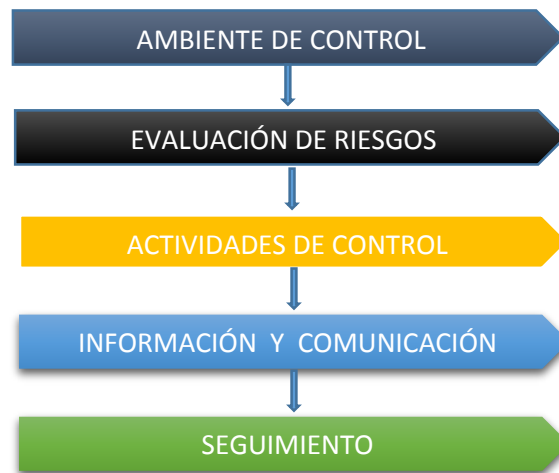 AMBIENTE DE CONTROL
EVALUACIÓN DE RIESGOS
ACTIVIDADES DE CONTROL
INFORMACIÓN Y COMUNICACIÓN
SEGUIMIENTO